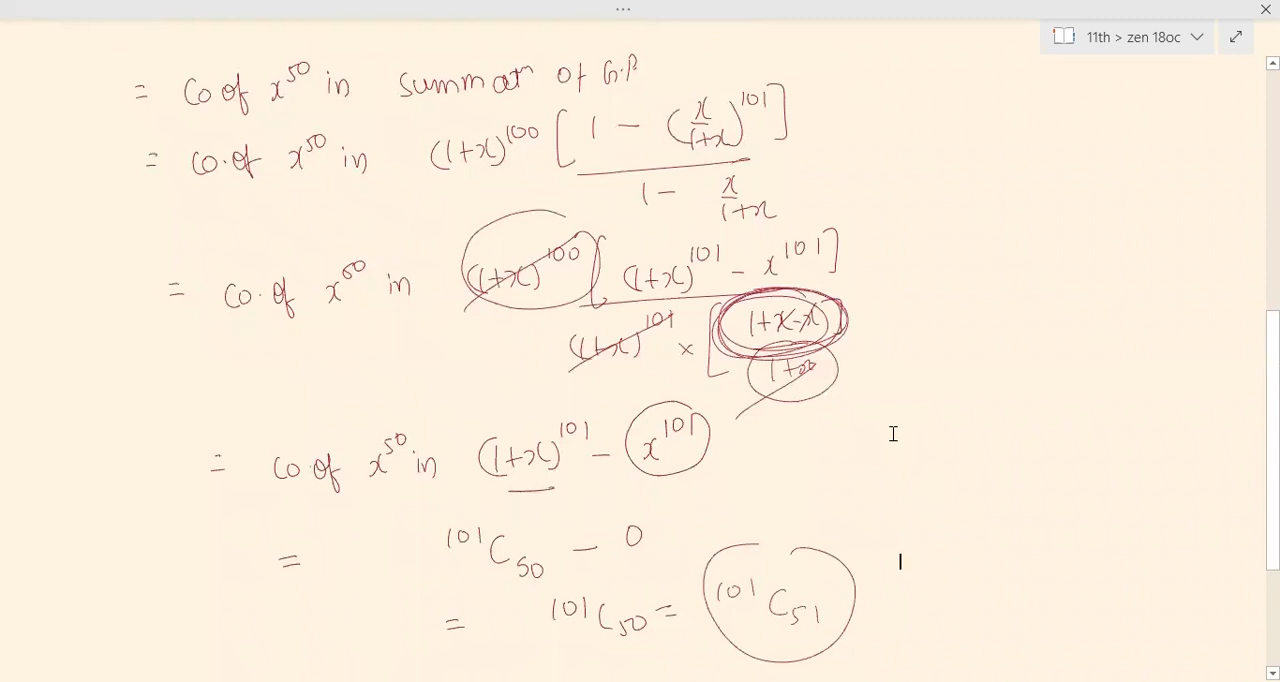 11th > zen 18oc
= Co of x^50 in summatn of G.P
= Co.of x^50 in (1+x)^100 [1 - (x/1+x)^101] / 1 - x/1+x
= Co.of x^50 in (1+x)^100 [(1+x)^101 - x^101] / (1+x)^101 × [1+x-x / 1+x]
= Co.of x^50 in (1+x)^101 - x^101
= 101C50 - 0
= 101C50 = 101C51